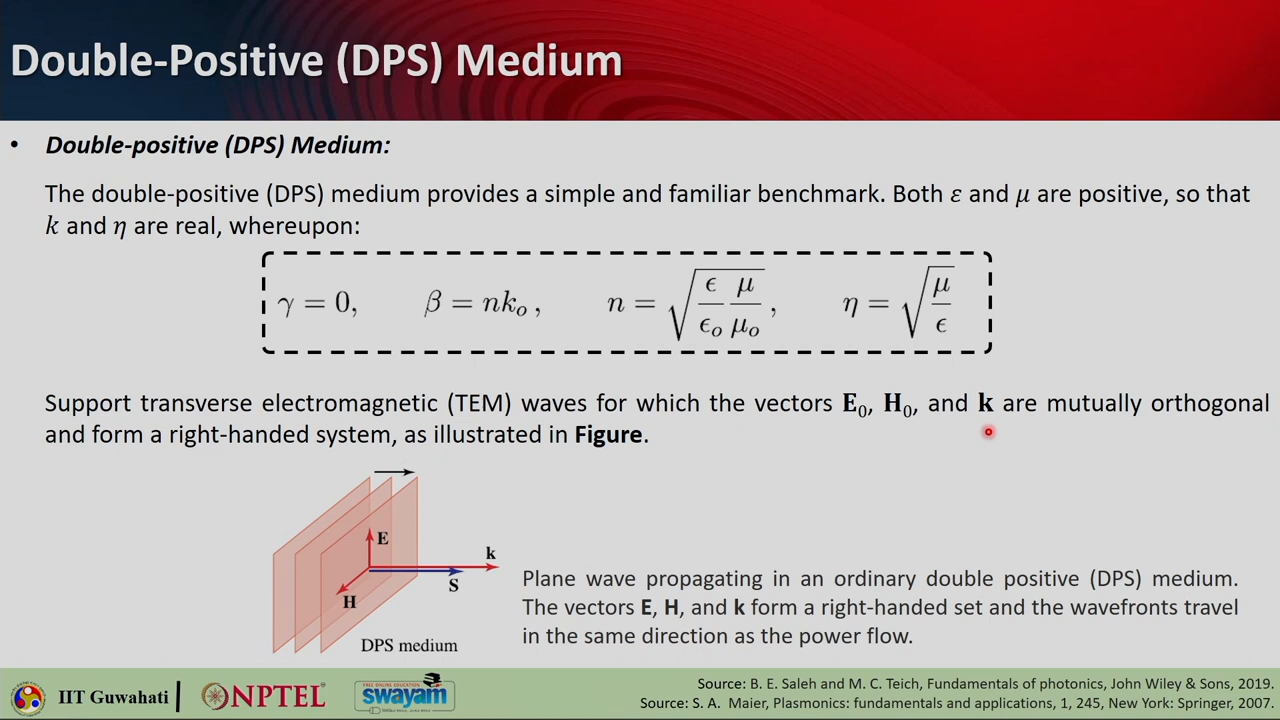 Double-Positive (DPS) Medium
• Double-positive (DPS) Medium:
The double-positive (DPS) medium provides a simple and familiar benchmark. Both ε and μ are positive, so that
k and η are real, whereupon:
γ = 0, β = nk₀ , n = √(ϵ/ϵ₀ μ/μ₀) , η = √(μ/ϵ)
Support transverse electromagnetic (TEM) waves for which the vectors E₀, H₀, and k are mutually orthogonal
and form a right-handed system, as illustrated in Figure.
E
k
S
H
DPS medium
Plane wave propagating in an ordinary double positive (DPS) medium.
The vectors E, H, and k form a right-handed set and the wavefronts travel
in the same direction as the power flow.
IIT Guwahati
NPTEL
FREE ONLINE EDUCATION
swayam
Source: B. E. Saleh and M. C. Teich, Fundamentals of photonics, John Wiley & Sons, 2019.
Source: S. A. Maier, Plasmonics: fundamentals and applications, 1, 245, New York: Springer, 2007.